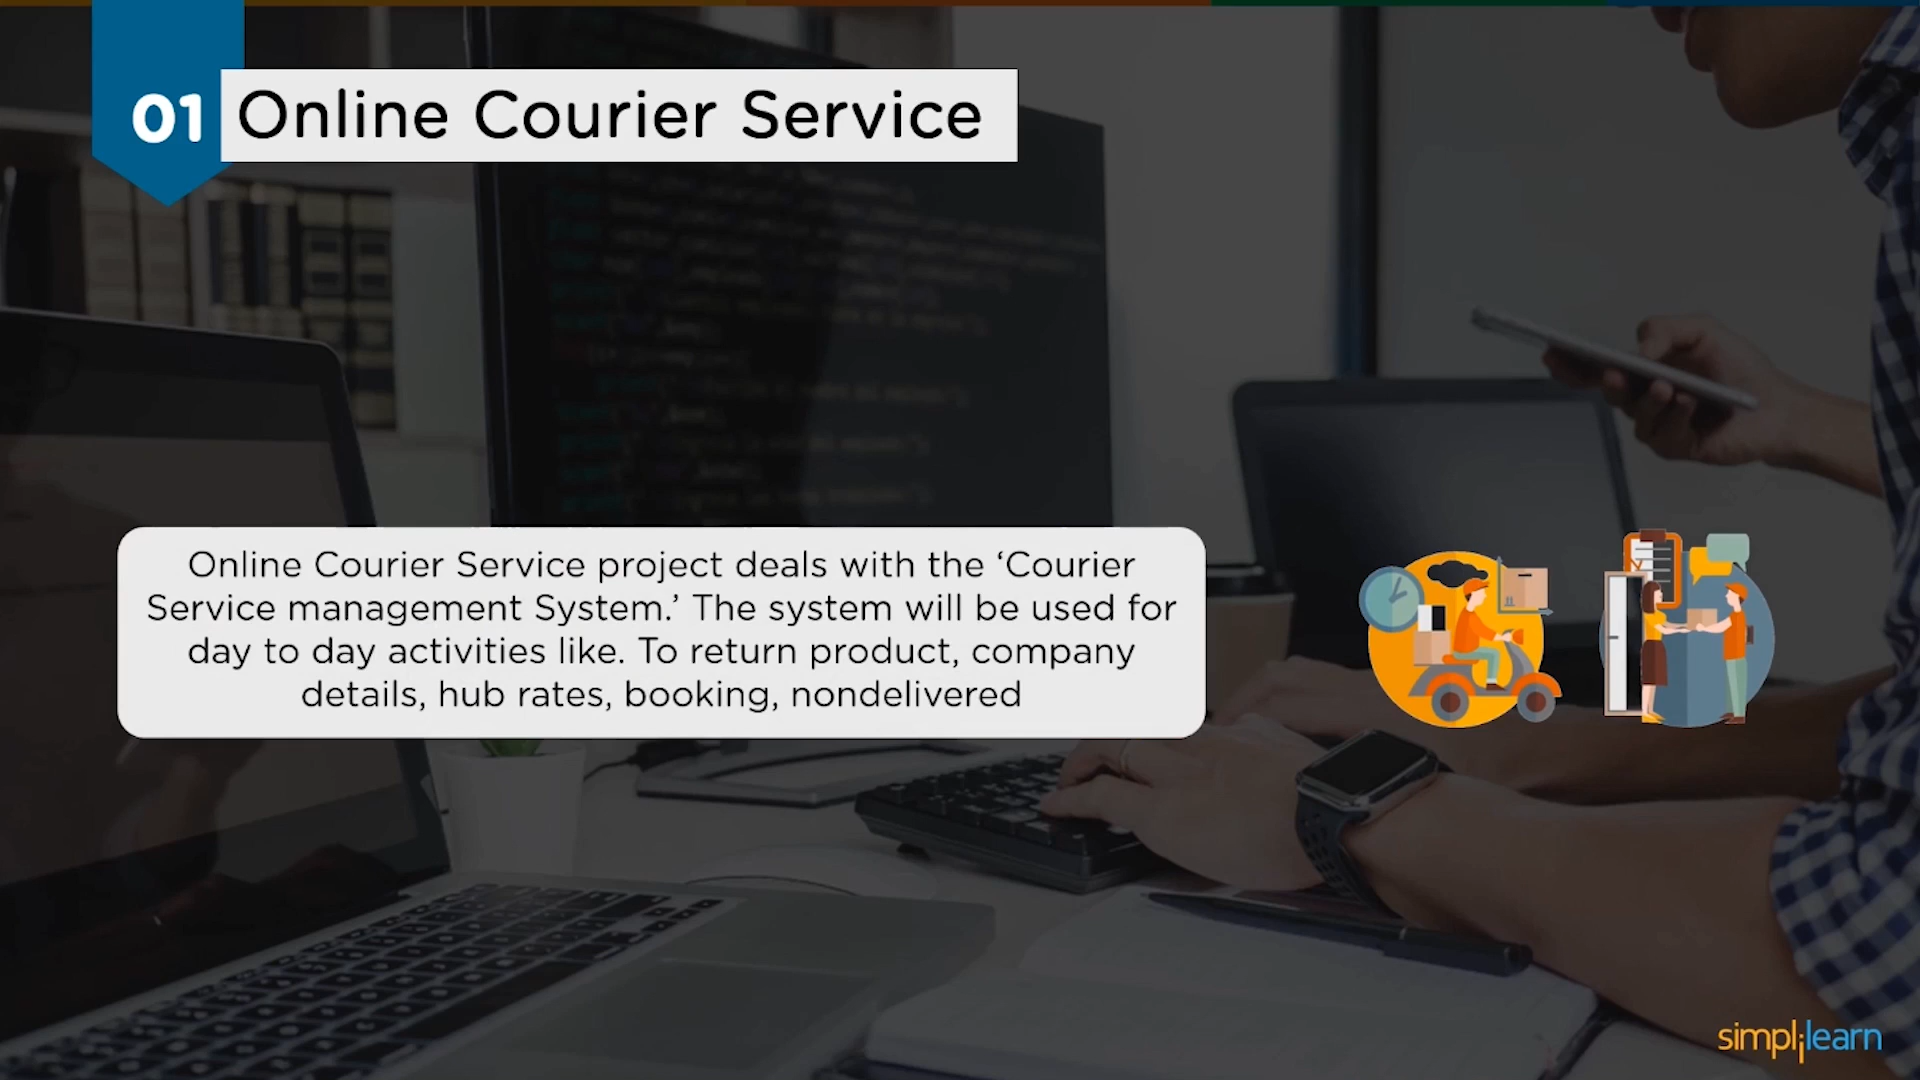 01 Online Courier Service
Online Courier Service project deals with the ‘Courier
Service management System.’ The system will be used for
day to day activities like. To return product, company
details, hub rates, booking, nondelivered
simplilearn